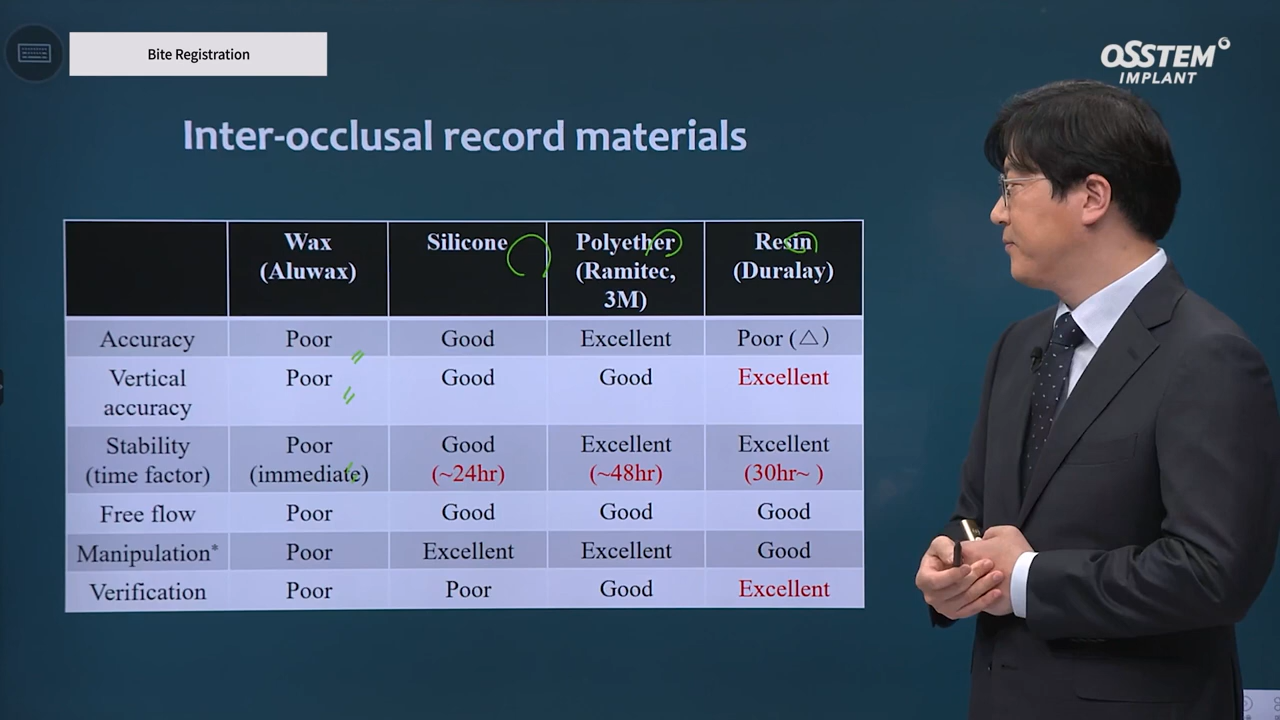 Bite Registration
OSSTEM
IMPLANT
Inter-occlusal record materials
Wax (Aluwax) Silicone Polyether (Ramitec, 3M) Resin (Duralay)
Accuracy Poor Good Excellent Poor (△)
Vertical accuracy Poor Good Good Excellent
Stability (time factor) Poor (immediate) Good (~24hr) Excellent (~48hr) Excellent (30hr~ )
Free flow Poor Good Good Good
Manipulation* Poor Excellent Excellent Good
Verification Poor Poor Good Excellent